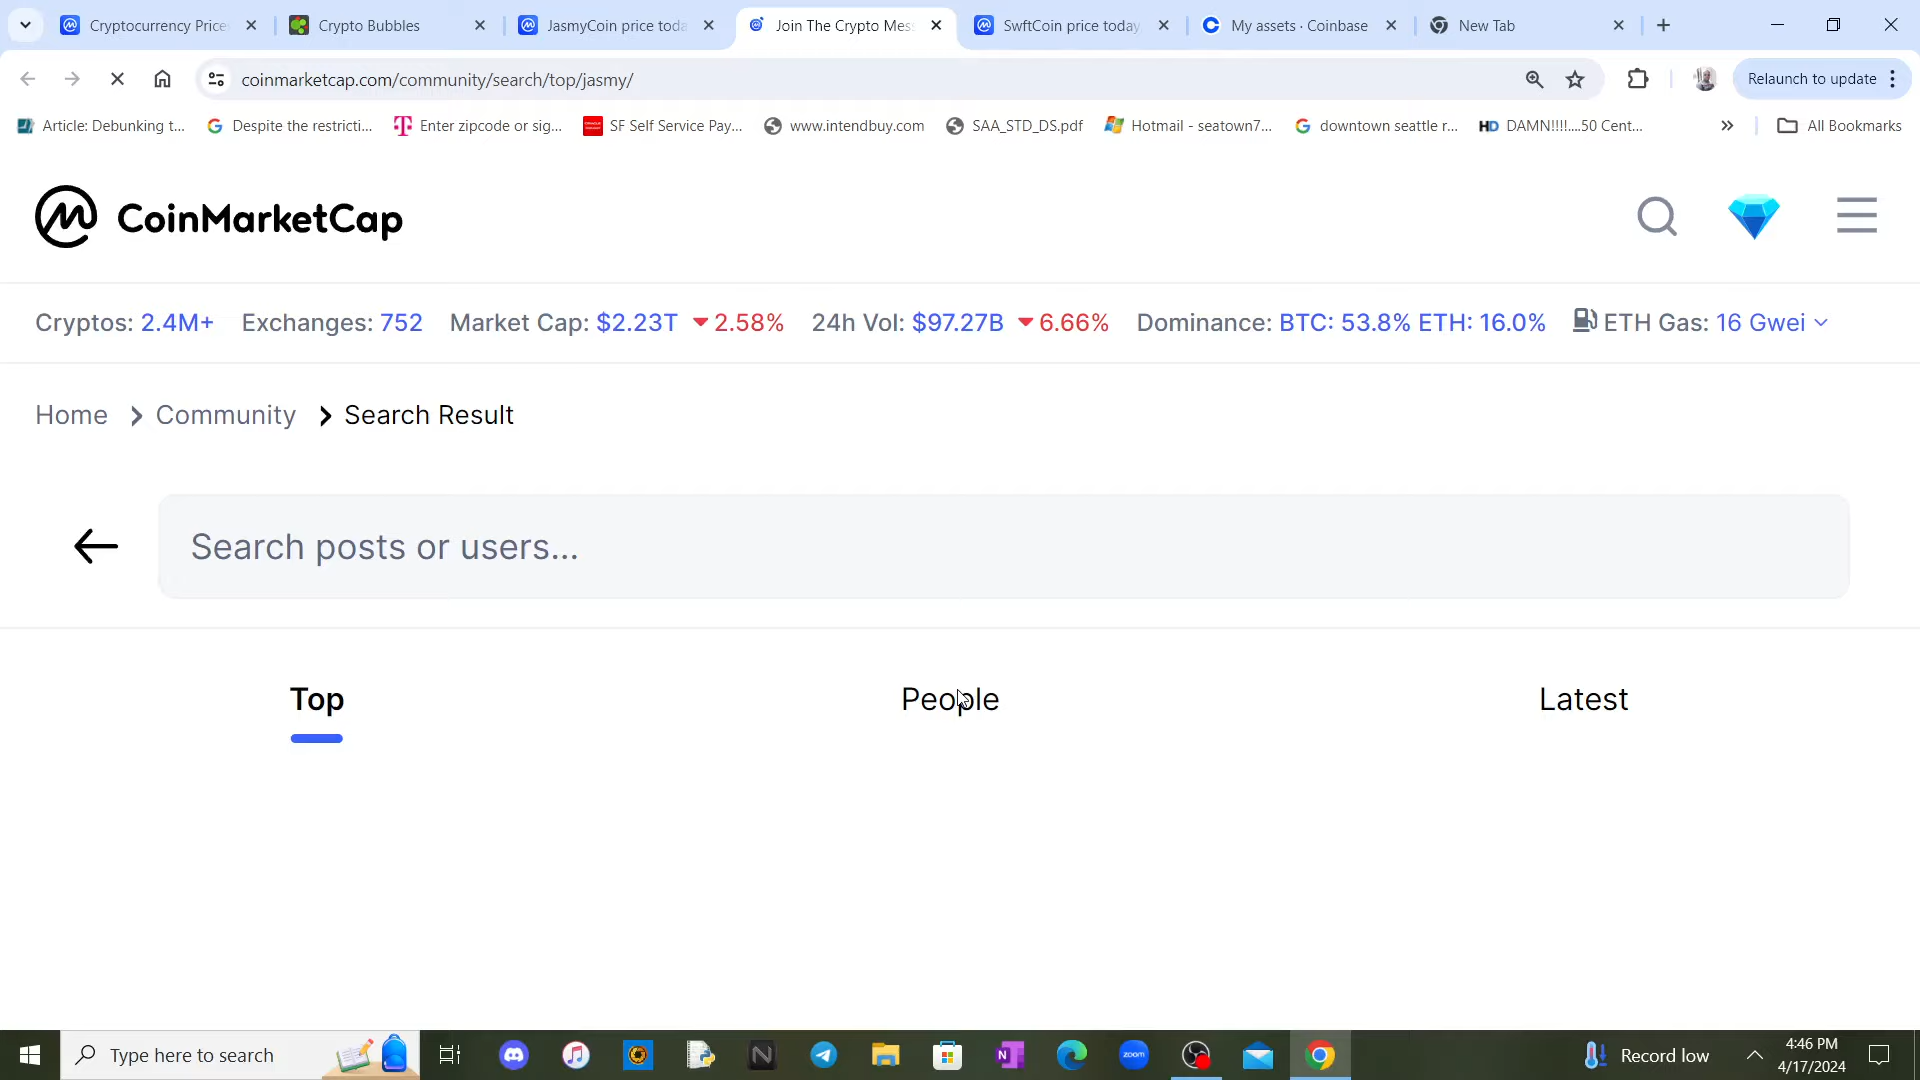 Cryptocurrency Price
Crypto Bubbles
JasmyCoin price toda
Join The Crypto Mes
SwftCoin price today
My assets · Coinbase
New Tab
coinmarketcap.com/community/search/top/jasmy/
Relaunch to update
Article: Debunking t...
Despite the restricti...
Enter zipcode or sig...
SF Self Service Pay...
www.intendbuy.com
SAA_STD_DS.pdf
Hotmail - seatown7...
downtown seattle r...
HD DAMN!!!!....50 Cent...
All Bookmarks
CoinMarketCap
Cryptos: 2.4M+ Exchanges: 752 Market Cap: $2.23T 2.58% 24h Vol: $97.27B 6.66% Dominance: BTC: 53.8% ETH: 16.0% ETH Gas: 16 Gwei
Home > Community > Search Result
Search posts or users...
Top
People
Latest
Type here to search
zoom
Record low
4:46 PM
4/17/2024